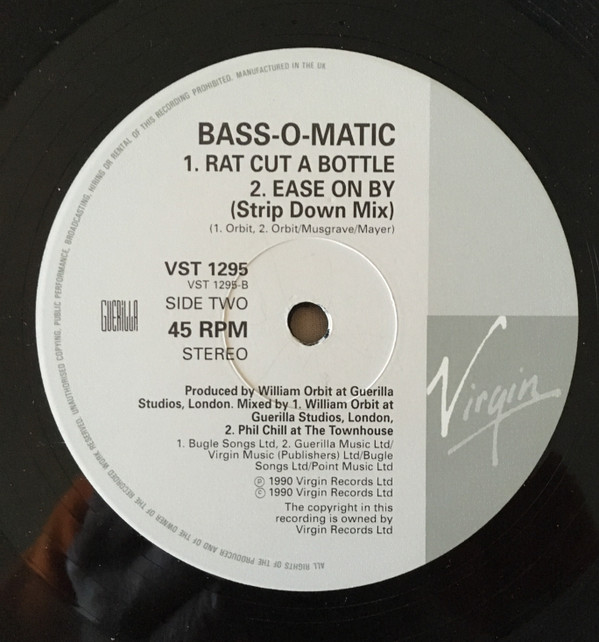 BASS-O-MATIC
1. RAT CUT A BOTTLE
2. EASE ON BY
(Strip Down Mix)
(1. Orbit, 2. Orbit/Musgrave/Mayer)
VST 1295
VST 1295-B
SIDE TWO
45 RPM
STEREO
GUERILLA
Virgin
Produced by William Orbit at Guerilla
Studios, London. Mixed by 1. William Orbit at
Guerilla Studios, London,
2. Phil Chill at The Townhouse
1. Bugle Songs Ltd, 2. Guerilla Music Ltd/
Virgin Music (Publishers) Ltd/Bugle
Songs Ltd/Point Music Ltd
℗ 1990 Virgin Records Ltd
© 1990 Virgin Records Ltd
The copyright in this
recording is owned by
Virgin Records Ltd
ALL RIGHTS OF THE PRODUCER AND OF THE OWNER OF THE RECORDED WORK RESERVED. UNAUTHORISED COPYING, PUBLIC PERFORMANCE, BROADCASTING, HIRING OR RENTAL OF THIS RECORDING PROHIBITED. MANUFACTURED IN THE UK